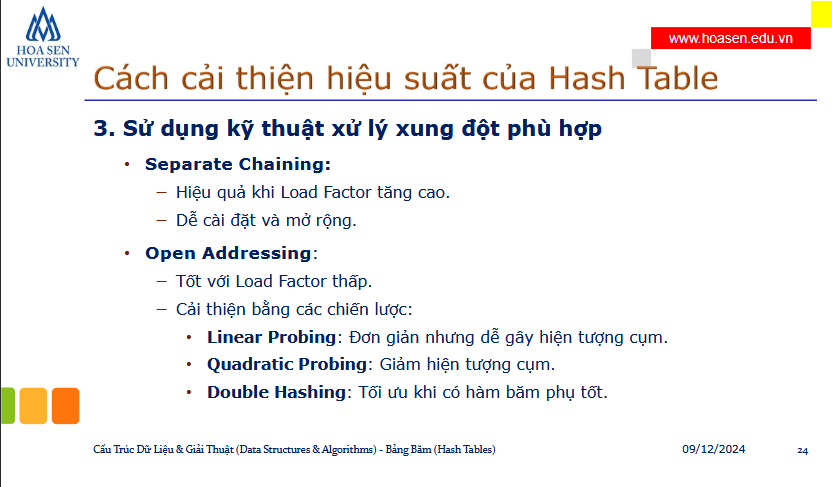 HOA SEN
UNIVERSITY
www.hoasen.edu.vn
Cách cải thiện hiệu suất của Hash Table
3. Sử dụng kỹ thuật xử lý xung đột phù hợp
• Separate Chaining:
– Hiệu quả khi Load Factor tăng cao.
– Dễ cài đặt và mở rộng.
• Open Addressing:
– Tốt với Load Factor thấp.
– Cải thiện bằng các chiến lược:
• Linear Probing: Đơn giản nhưng dễ gây hiện tượng cụm.
• Quadratic Probing: Giảm hiện tượng cụm.
• Double Hashing: Tối ưu khi có hàm băm phụ tốt.
Cấu Trúc Dữ Liệu & Giải Thuật (Data Structures & Algorithms) - Bảng Băm (Hash Tables)
09/12/2024
24